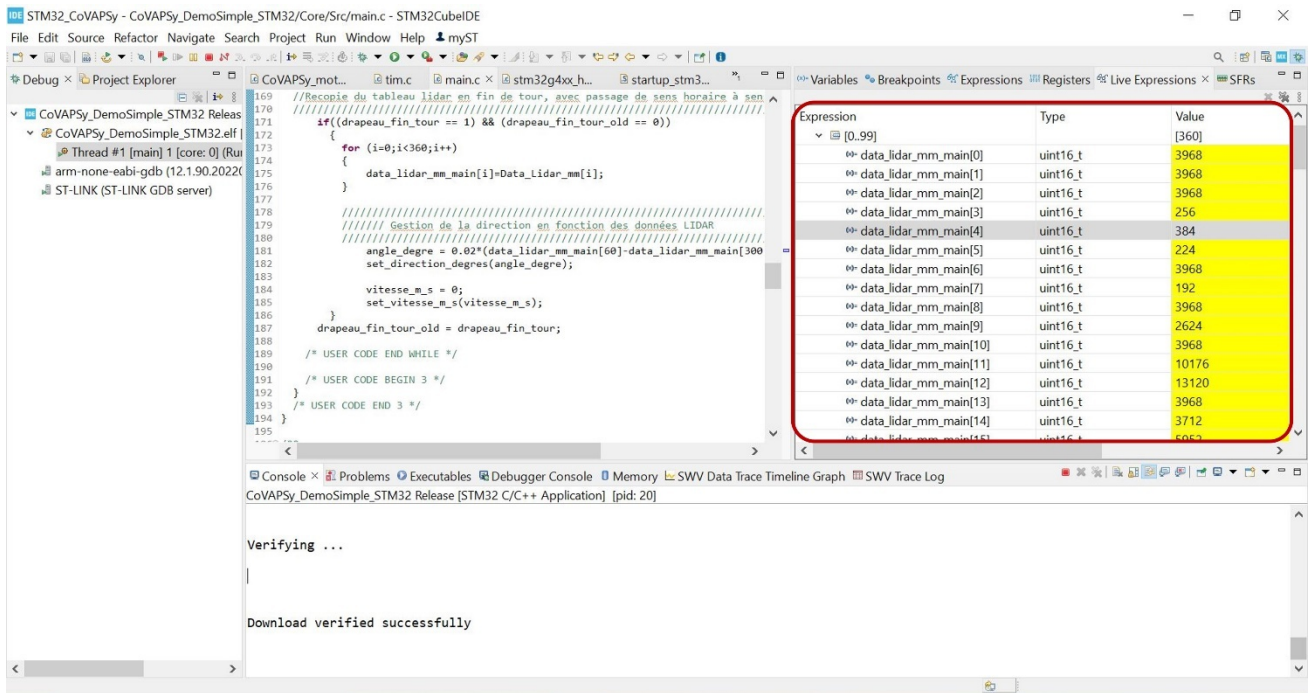 IDE STM32_CoVAPSy - CoVAPSy_DemoSimple_STM32/Core/Src/main.c - STM32CubeIDE
File Edit Source Refactor Navigate Search Project Run Window Help myST
Debug Project Explorer
CoVAPSy_DemoSimple_STM32 Releas
CoVAPSy_DemoSimple_STM32.elf [
Thread #1 [main] 1 [core: 0] (Ru
arm-none-eabi-gdb (12.1.90.20220
ST-LINK (ST-LINK GDB server)
CoVAPSy_mot... tim.c main.c stm32g4xx_h... startup_stm3...
169 //Recopie du tableau lidar en fin de tour, avec passage de sens horaire à sen
170 //////////////////////////////////////////////////////////////////////////////
171 if((drapeau_fin_tour == 1) && (drapeau_fin_tour_old == 0))
172 {
173 for (i=0;i<360;i++)
174 {
175 data_lidar_mm_main[i]=Data_Lidar_mm[i];
176 }
177
178 //////////////////////////////////////////////////////////////////////
179 /////// Gestion de la direction en fonction des données LIDAR
180 //////////////////////////////////////////////////////////////////////
181 angle_degre = 0.02*(data_lidar_mm_main[60]-data_lidar_mm_main[300
182 set_direction_degres(angle_degre);
183
184 vitesse_m_s = 0;
185 set_vitesse_m_s(vitesse_m_s);
186 }
187 drapeau_fin_tour_old = drapeau_fin_tour;
188
189 /* USER CODE END WHILE */
190
191 /* USER CODE BEGIN 3 */
192 }
193 /* USER CODE END 3 */
194 }
195
Variables Breakpoints Expressions Registers Live Expressions SFRs
Expression Type Value
[0..99] [360]
data_lidar_mm_main[0] uint16_t 3968
data_lidar_mm_main[1] uint16_t 3968
data_lidar_mm_main[2] uint16_t 3968
data_lidar_mm_main[3] uint16_t 256
data_lidar_mm_main[4] uint16_t 384
data_lidar_mm_main[5] uint16_t 224
data_lidar_mm_main[6] uint16_t 3968
data_lidar_mm_main[7] uint16_t 192
data_lidar_mm_main[8] uint16_t 3968
data_lidar_mm_main[9] uint16_t 2624
data_lidar_mm_main[10] uint16_t 3968
data_lidar_mm_main[11] uint16_t 10176
data_lidar_mm_main[12] uint16_t 13120
data_lidar_mm_main[13] uint16_t 3968
data_lidar_mm_main[14] uint16_t 3712
data_lidar_mm_main[15] uint16_t 5952
Console Problems Executables Debugger Console Memory SWV Data Trace Timeline Graph SWV Trace Log
CoVAPSy_DemoSimple_STM32 Release [STM32 C/C++ Application] [pid: 20]
Verifying ...
Download verified successfully